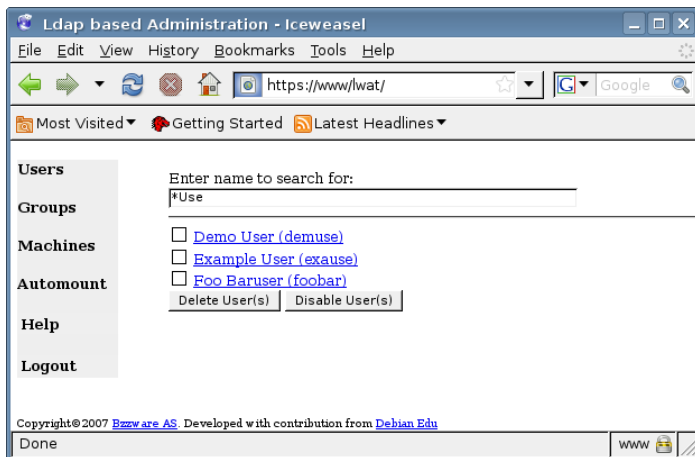 Ldap based Administration - Iceweasel
File Edit View History Bookmarks Tools Help
https://www/lwat/ G Google
Most Visited Getting Started Latest Headlines
Users
Groups
Machines
Automount
Help
Logout
Enter name to search for:
*Use
Demo User (demuse)
Example User (exause)
Foo Baruser (foobar)
Delete User(s) Disable User(s)
Copyright©2007 Bzzware AS. Developed with contribution from Debian Edu
Done www